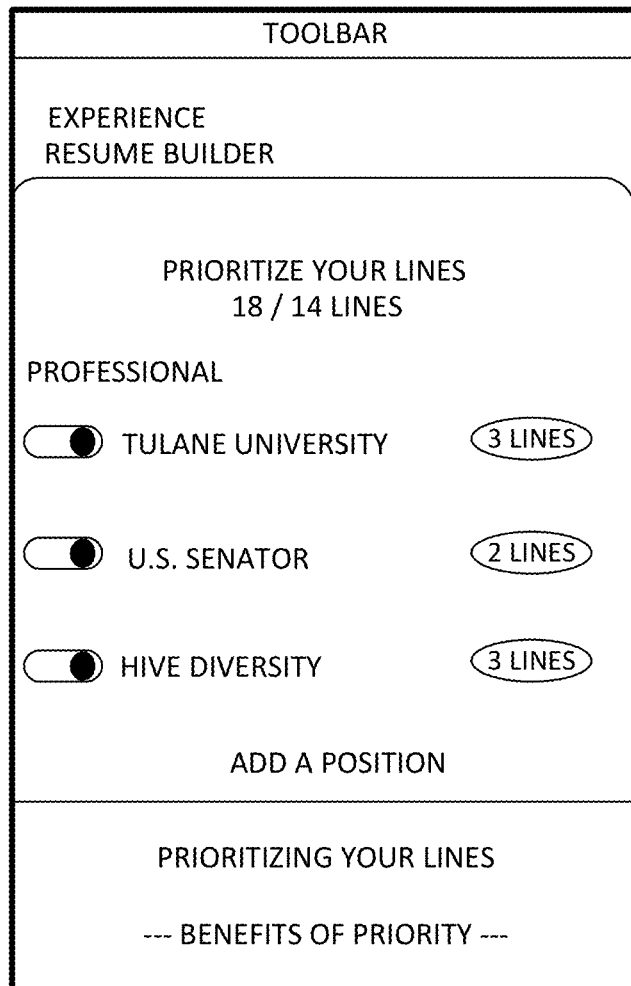 TOOLBAR
EXPERIENCE
RESUME BUILDER
PRIORITIZE YOUR LINES
18 / 14 LINES
PROFESSIONAL
TULANE UNIVERSITY 3 LINES
U.S. SENATOR 2 LINES
HIVE DIVERSITY 3 LINES
ADD A POSITION
PRIORITIZING YOUR LINES
--- BENEFITS OF PRIORITY ---